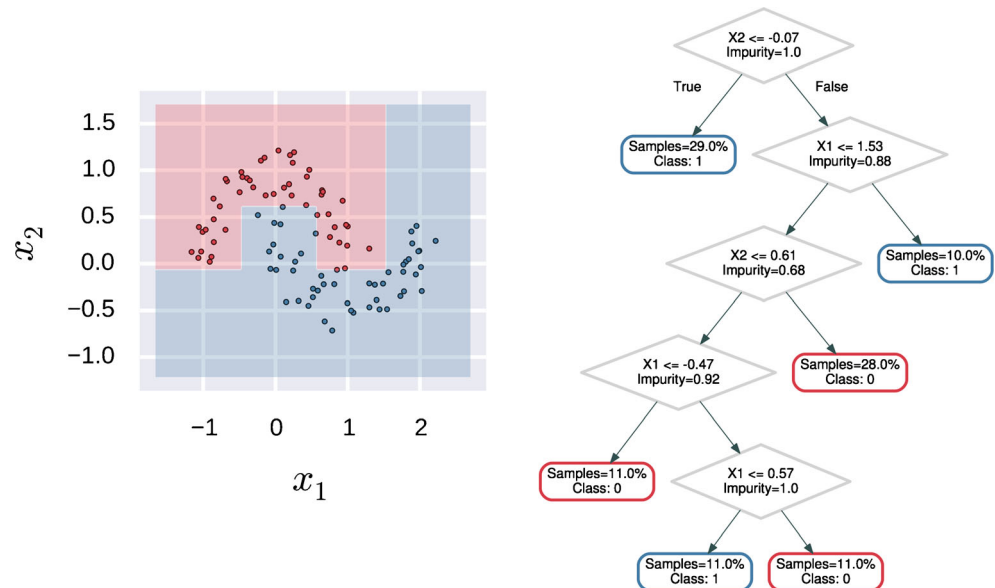 1.5
1.0
0.5
0.0
−0.5
−1.0
x2
−1
0
1
2
x1
X2 <= -0.07
Impurity=1.0
True
False
Samples=29.0%
Class: 1
X1 <= 1.53
Impurity=0.88
X2 <= 0.61
Impurity=0.68
Samples=10.0%
Class: 1
X1 <= -0.47
Impurity=0.92
Samples=28.0%
Class: 0
Samples=11.0%
Class: 0
X1 <= 0.57
Impurity=1.0
Samples=11.0%
Class: 1
Samples=11.0%
Class: 0